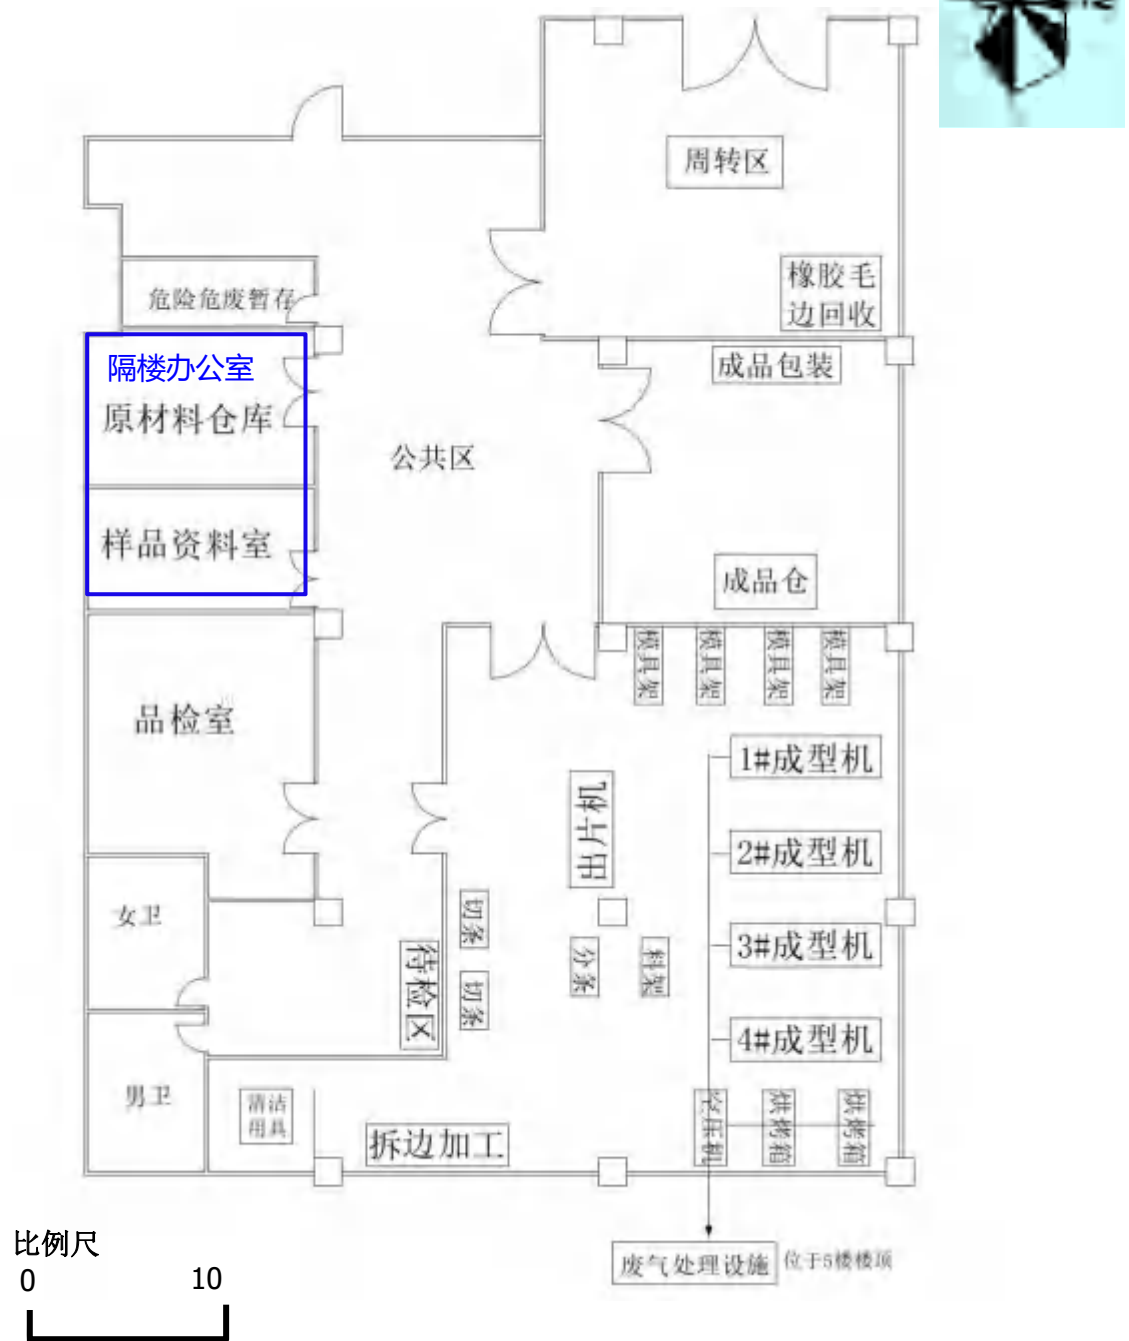 周转区
橡胶毛
边回收
危险危废暂存
隔楼办公室
原材料仓库
成品包装
公共区
样品资料室
成品仓
模具架
模具架
模具架
模具架
品检室
1#成型机
出片机
2#成型机
女卫
切条
待检区
分条
料架
3#成型机
切条
4#成型机
男卫
清洁
用具
拆边加工
空压机
烘烤箱
烘烤箱
废气处理设施
位于5楼楼顶
比例尺
0
10